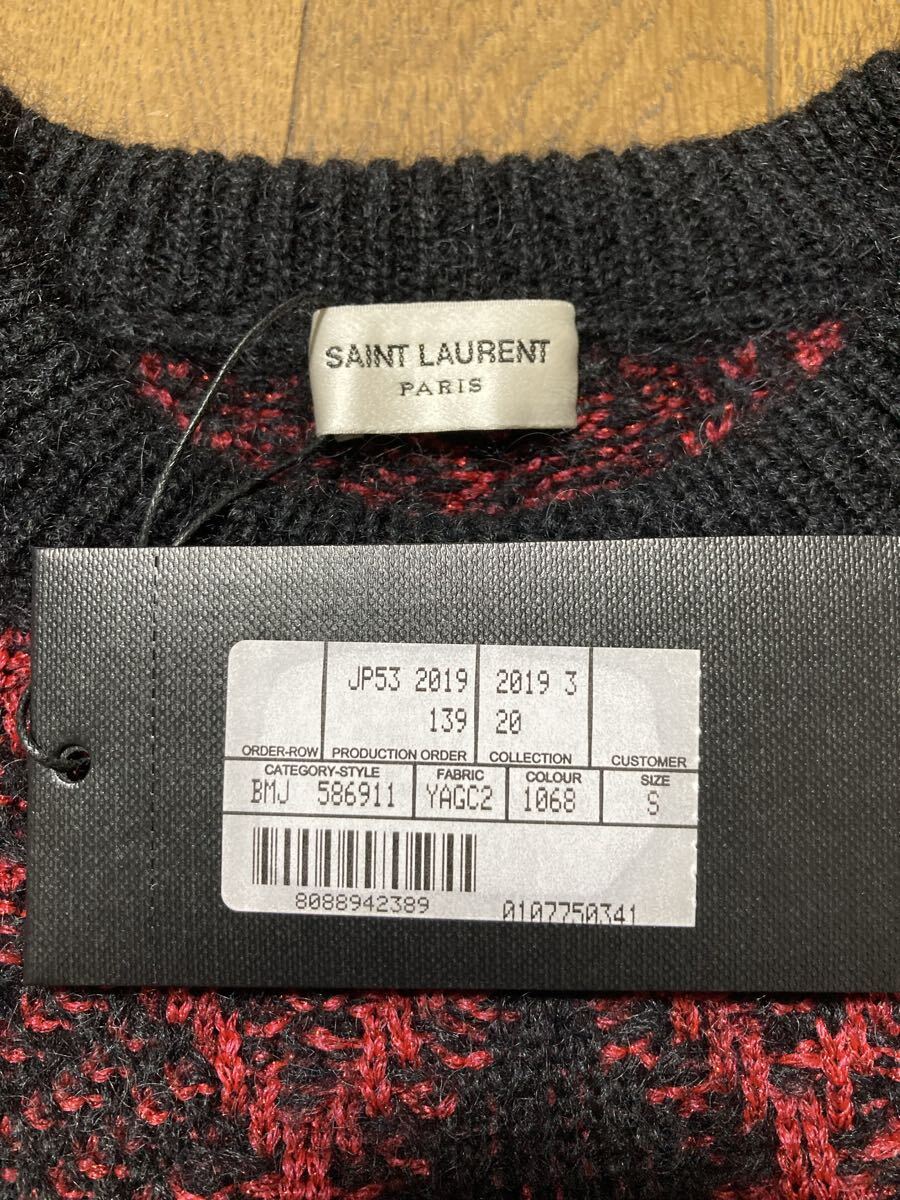 SAINT LAURENT
PARIS
JP53 2019 2019 3
139 20
ORDER-ROW PRODUCTION ORDER COLLECTION CUSTOMER
CATEGORY-STYLE FABRIC COLOUR SIZE
BMJ 586911 YAGC2 1068 S
8088942389 0107750341